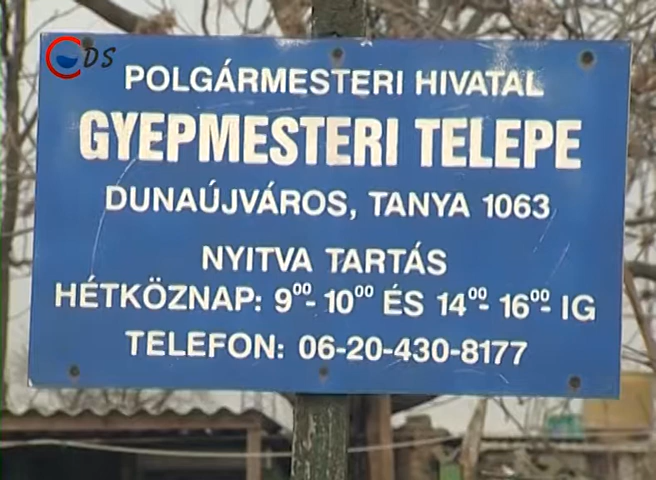 DS
POLGÁRMESTERI HIVATAL
GYEPMESTERI TELEPE
DUNAÚJVÁROS, TANYA 1063
NYITVA TARTÁS
HÉTKÖZNAP: 9⁰⁰- 10⁰⁰ ÉS 14⁰⁰- 16⁰⁰- IG
TELEFON: 06-20-430-8177